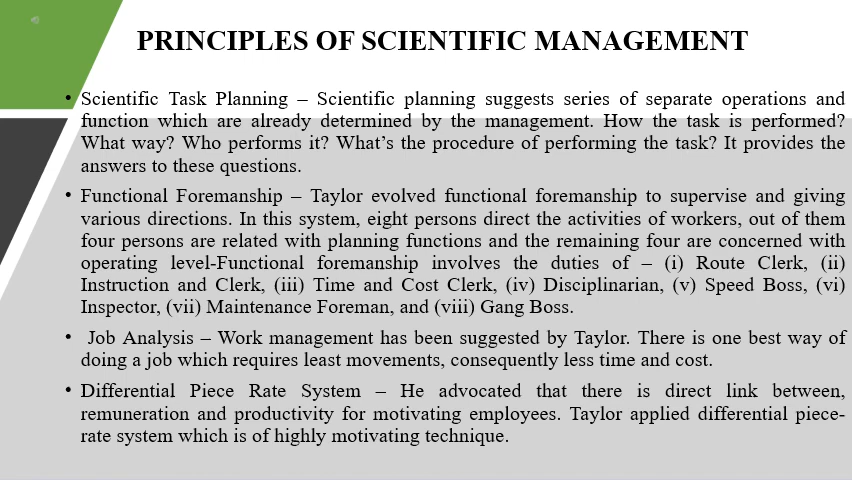 PRINCIPLES OF SCIENTIFIC MANAGEMENT
• Scientific Task Planning – Scientific planning suggests series of separate operations and
function which are already determined by the management. How the task is performed?
What way? Who performs it? What’s the procedure of performing the task? It provides the
answers to these questions.
• Functional Foremanship – Taylor evolved functional foremanship to supervise and giving
various directions. In this system, eight persons direct the activities of workers, out of them
four persons are related with planning functions and the remaining four are concerned with
operating level-Functional foremanship involves the duties of – (i) Route Clerk, (ii)
Instruction and Clerk, (iii) Time and Cost Clerk, (iv) Disciplinarian, (v) Speed Boss, (vi)
Inspector, (vii) Maintenance Foreman, and (viii) Gang Boss.
• Job Analysis – Work management has been suggested by Taylor. There is one best way of
doing a job which requires least movements, consequently less time and cost.
• Differential Piece Rate System – He advocated that there is direct link between,
remuneration and productivity for motivating employees. Taylor applied differential piece-
rate system which is of highly motivating technique.